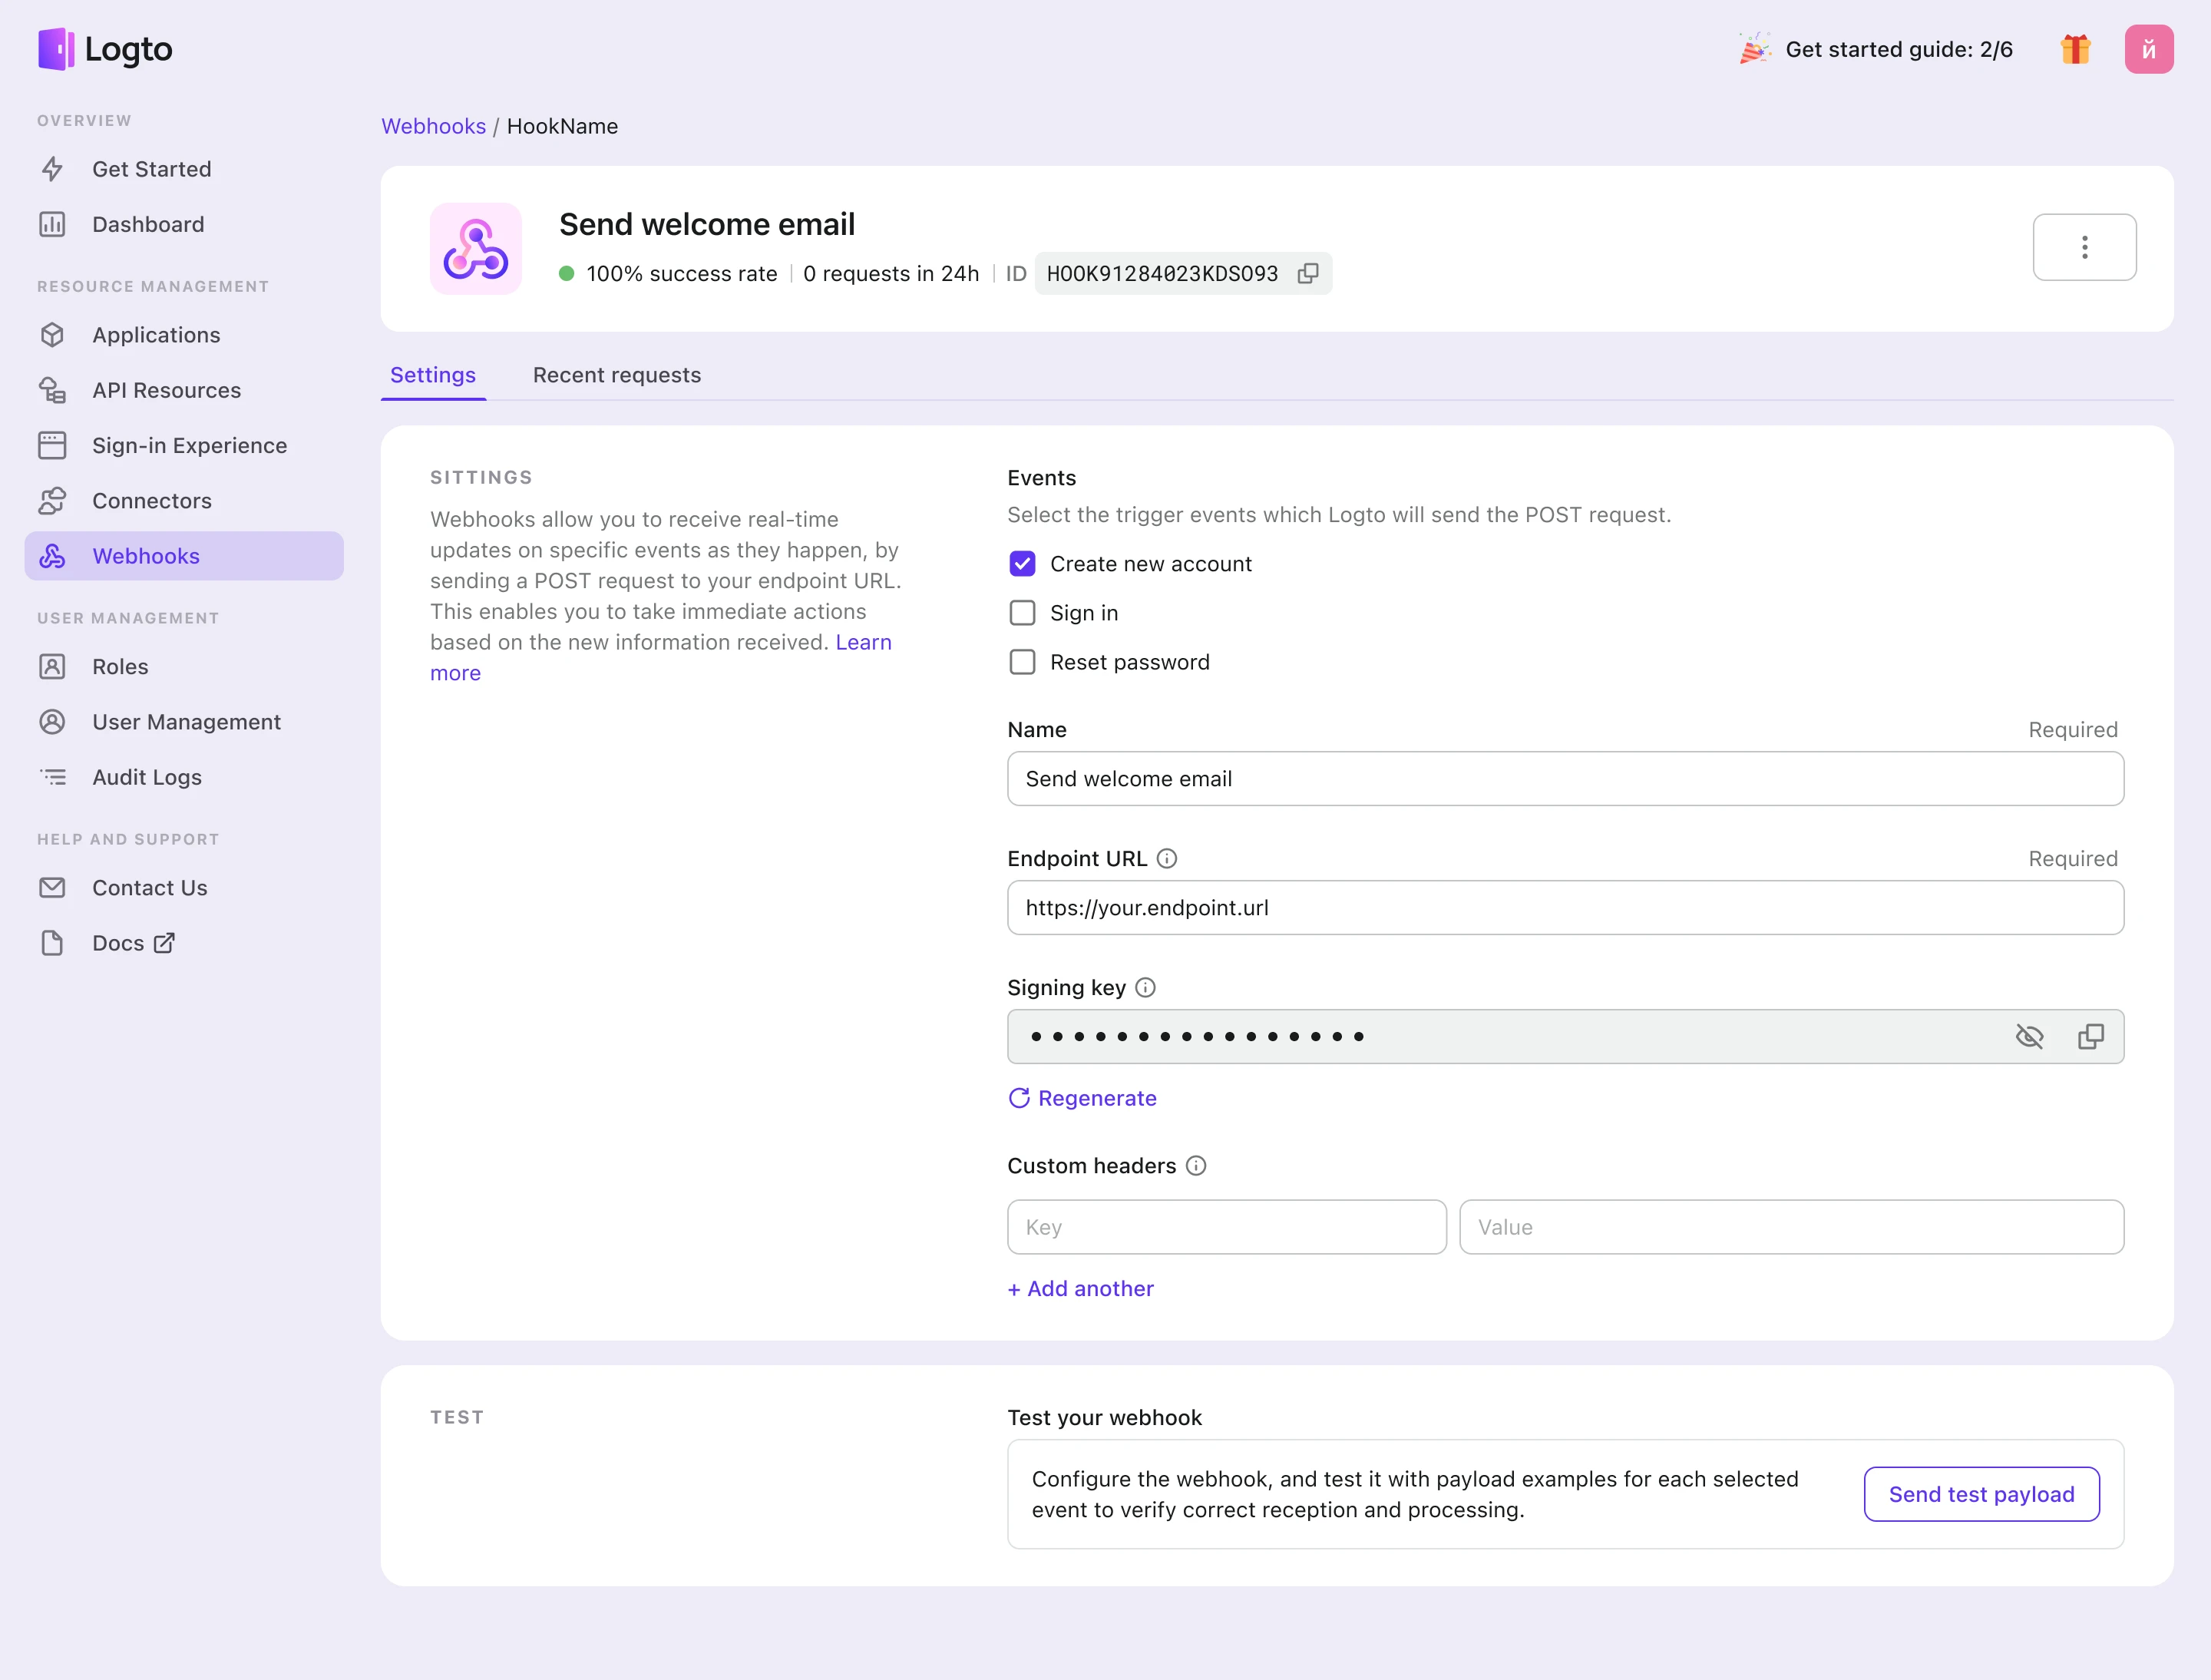 Logto
Get started guide: 2/6
й
OVERVIEW
Get Started
Dashboard
RESOURCE MANAGEMENT
Applications
API Resources
Sign-in Experience
Connectors
Webhooks
USER MANAGEMENT
Roles
User Management
Audit Logs
HELP AND SUPPORT
Contact Us
Docs
Webhooks / HookName
Send welcome email
100% success rate | 0 requests in 24h | ID HOOK91284023KDSO93
Settings
Recent requests
SITTINGS
Webhooks allow you to receive real-time
updates on specific events as they happen, by
sending a POST request to your endpoint URL.
This enables you to take immediate actions
based on the new information received. Learn
more
Events
Select the trigger events which Logto will send the POST request.
Create new account
Sign in
Reset password
Name
Required
Send welcome email
Endpoint URL
Required
https://your.endpoint.url
Signing key
••••••••••••••••
Regenerate
Custom headers
Key
Value
+ Add another
TEST
Test your webhook
Configure the webhook, and test it with payload examples for each selected
event to verify correct reception and processing.
Send test payload